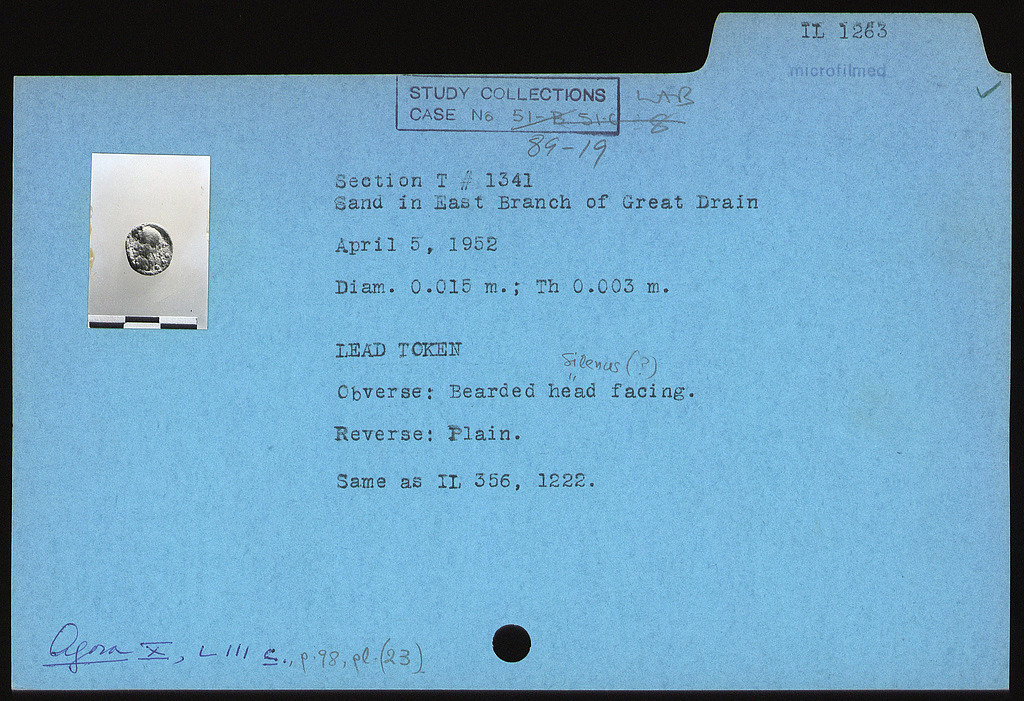 IL 1263
microfilmed
STUDY COLLECTIONS LAB
CASE No 51-B 51-C 8
89-19
Section T # 1341
Sand in East Branch of Great Drain
April 5, 1952
Diam. 0.015 m.; Th 0.003 m.
LEAD TOKEN
Silenus (?)
Obverse: Bearded head facing.
Reverse: Plain.
Same as IL 356, 1222.
Agora X, L 111 c., p.98, pl.(23)